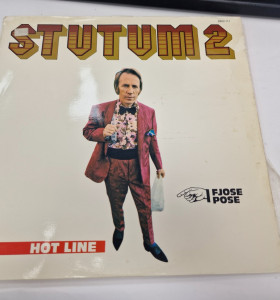 STUTUM 2
FJOSE
POSE
HOT LINE